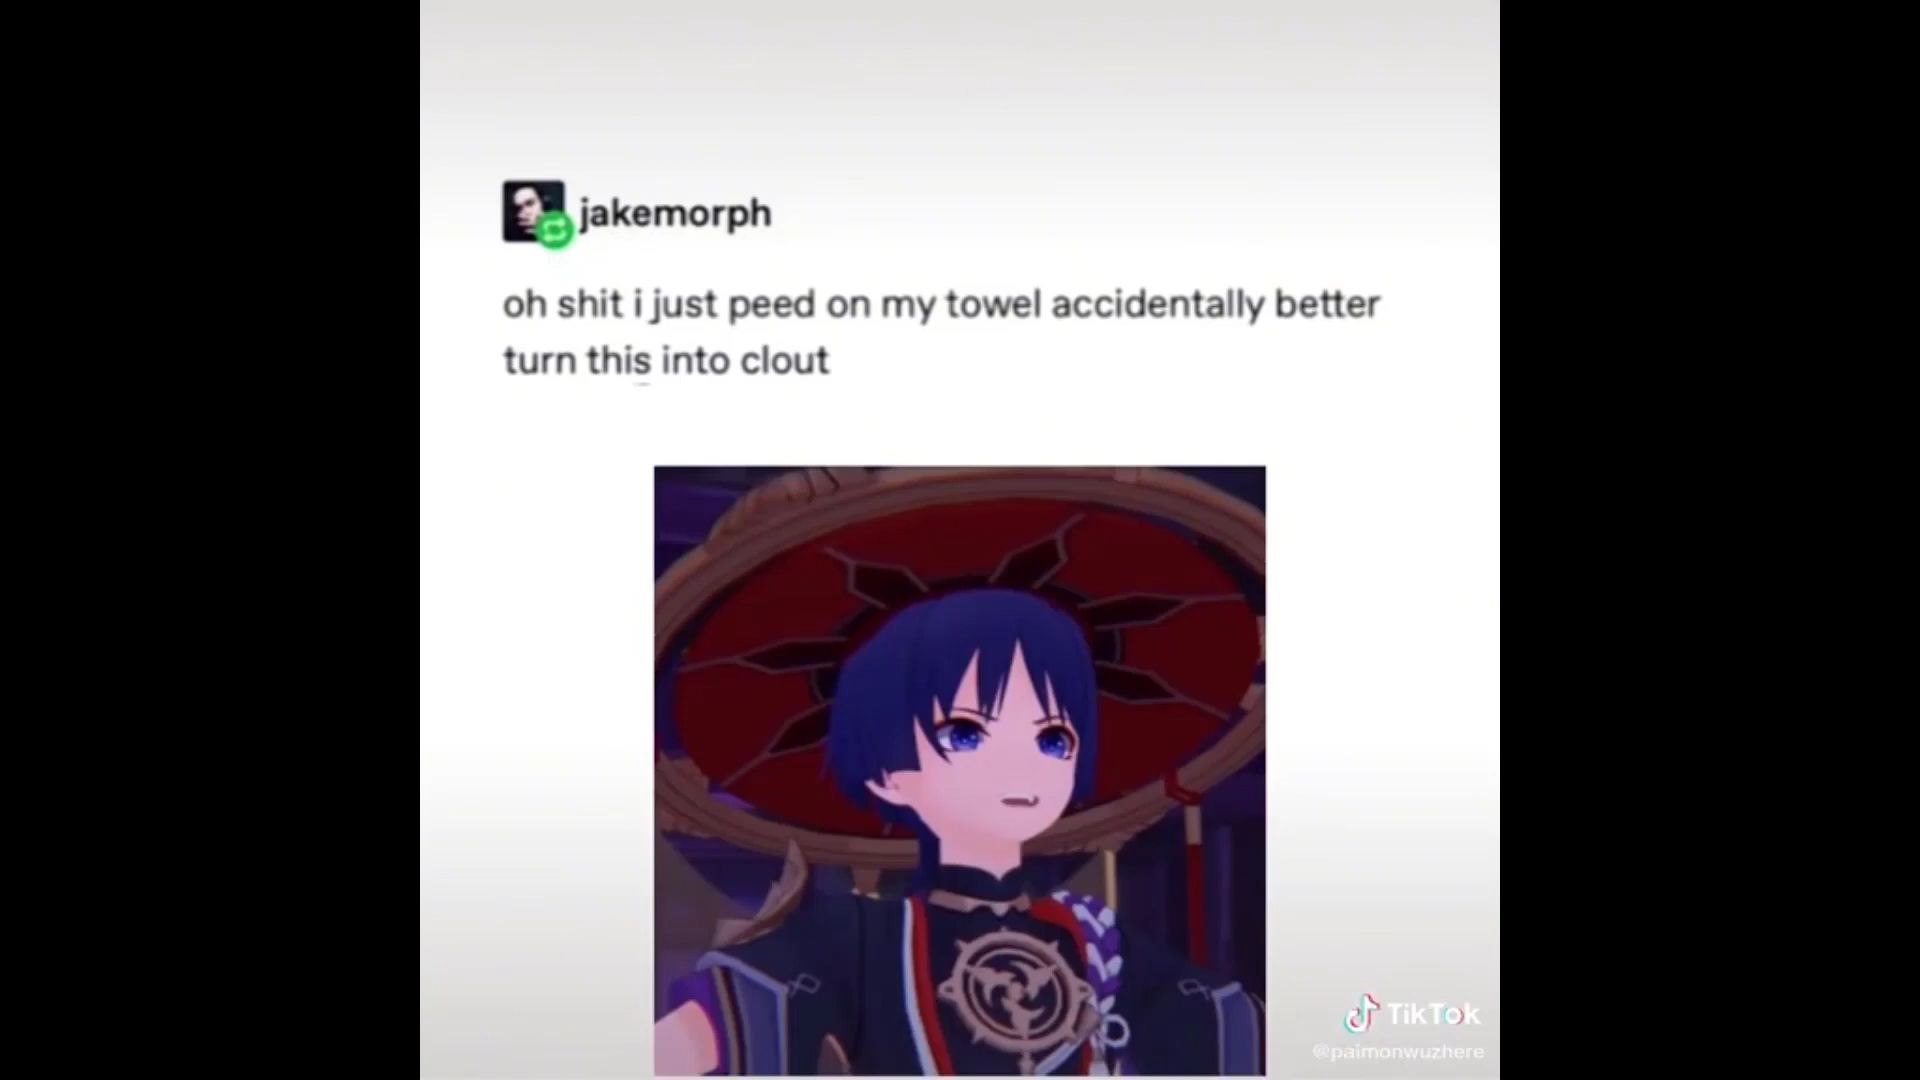 jakemorph
oh shit i just peed on my towel accidentally better
turn this into clout
TikTok
@paimonwuzhere